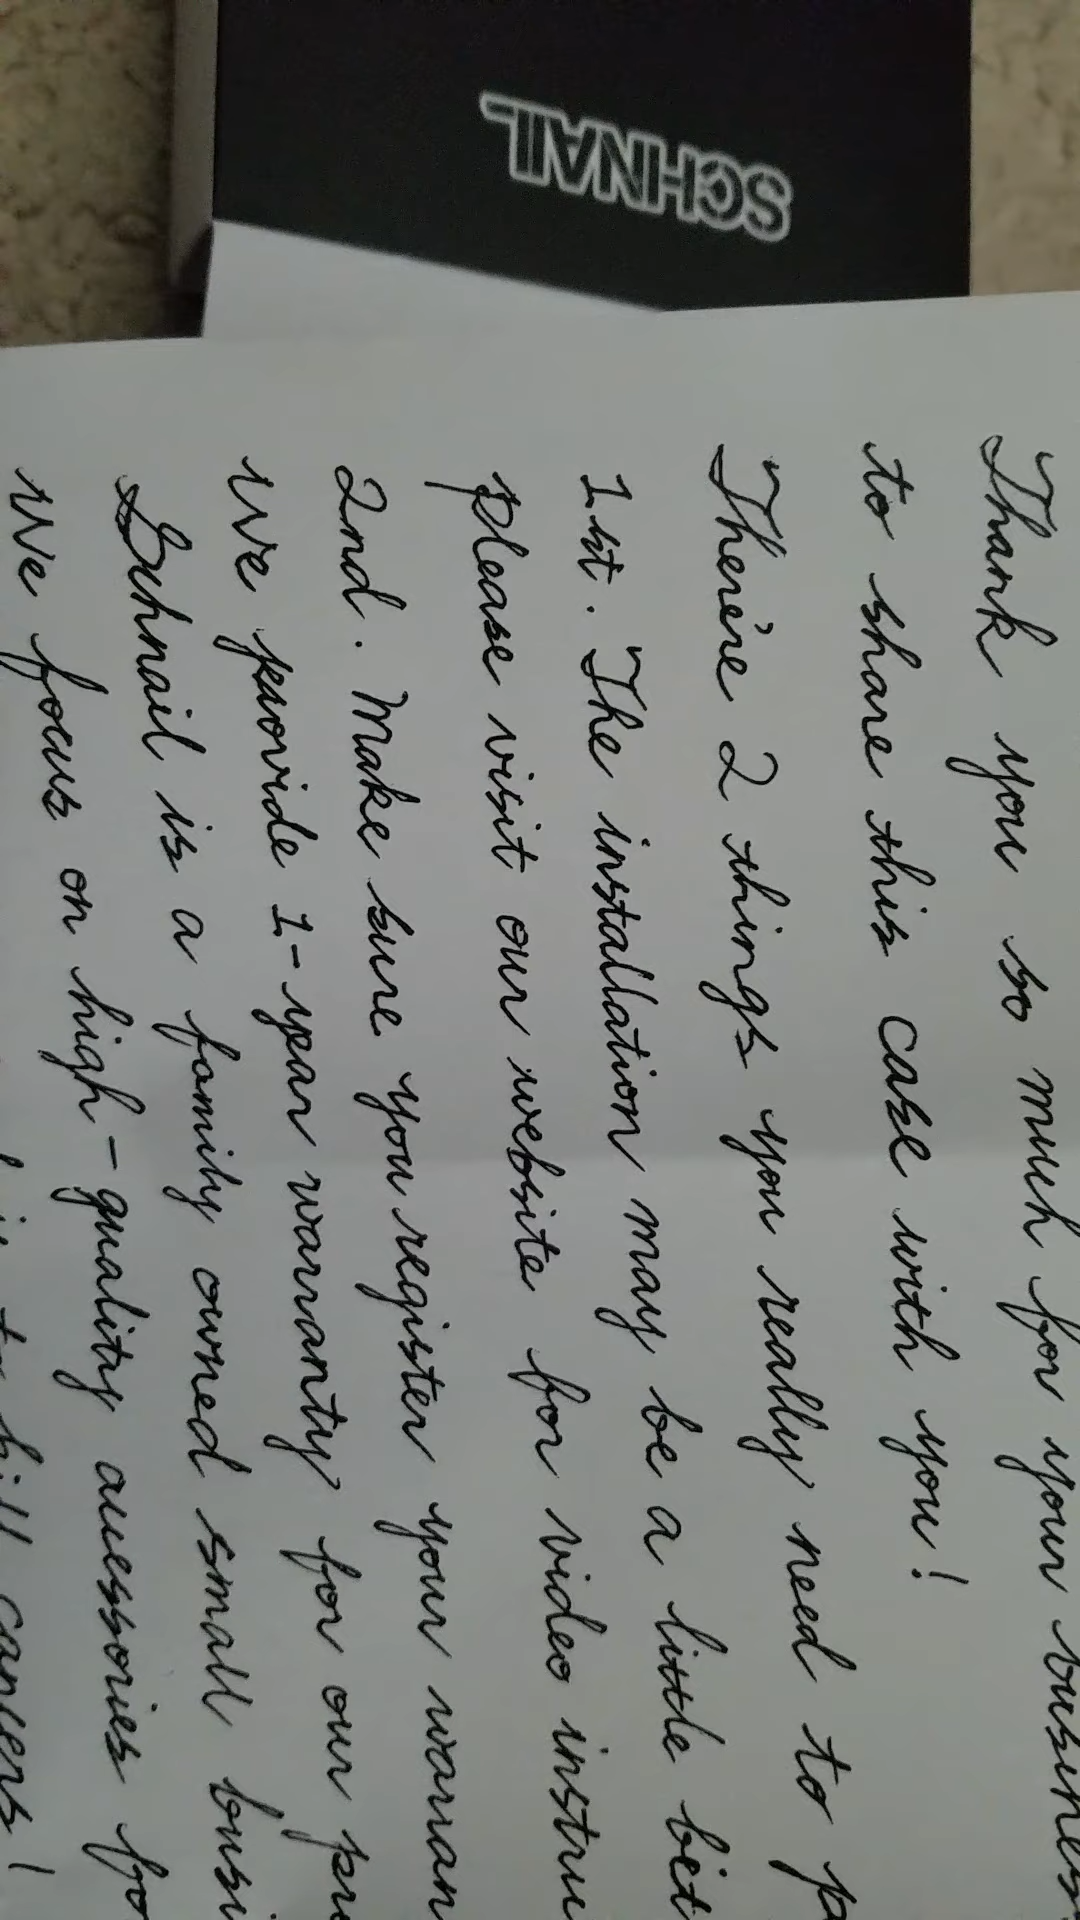 SCHNAIL
Thank you so much for your
to share this case with you!
There're 2 things you really need to
1st. The installation may be a little bit
please visit our website for video
2nd. Make sure you register your
We provide 1-year warranty for our
Schnail is a family owned small
We focus on high-quality accessories